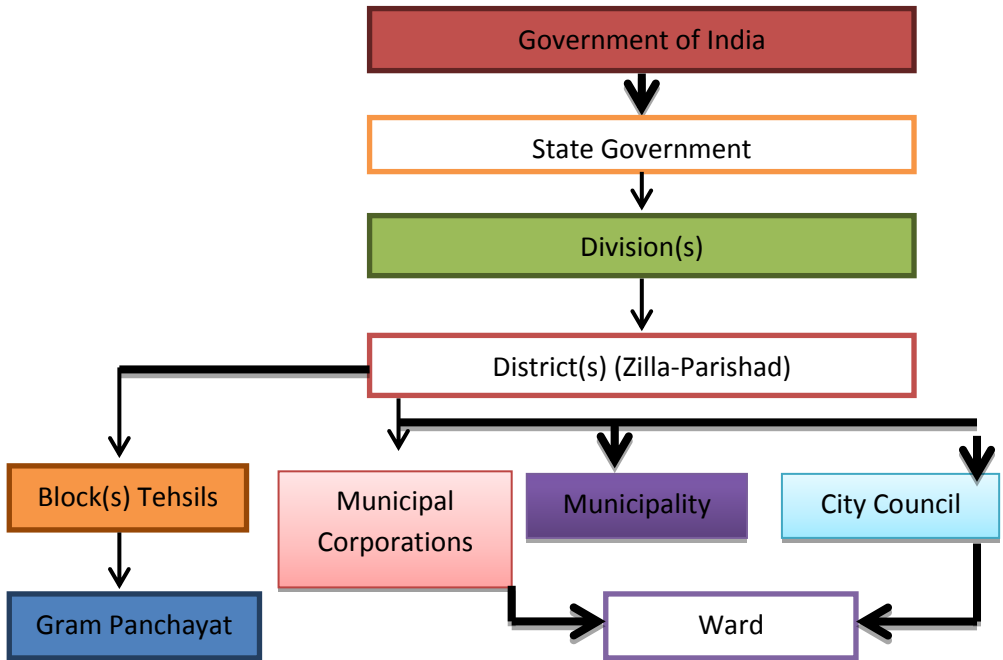 Government of India
State Government
Division(s)
District(s) (Zilla-Parishad)
Block(s) Tehsils
Municipal
Corporations
Municipality
City Council
Gram Panchayat
Ward